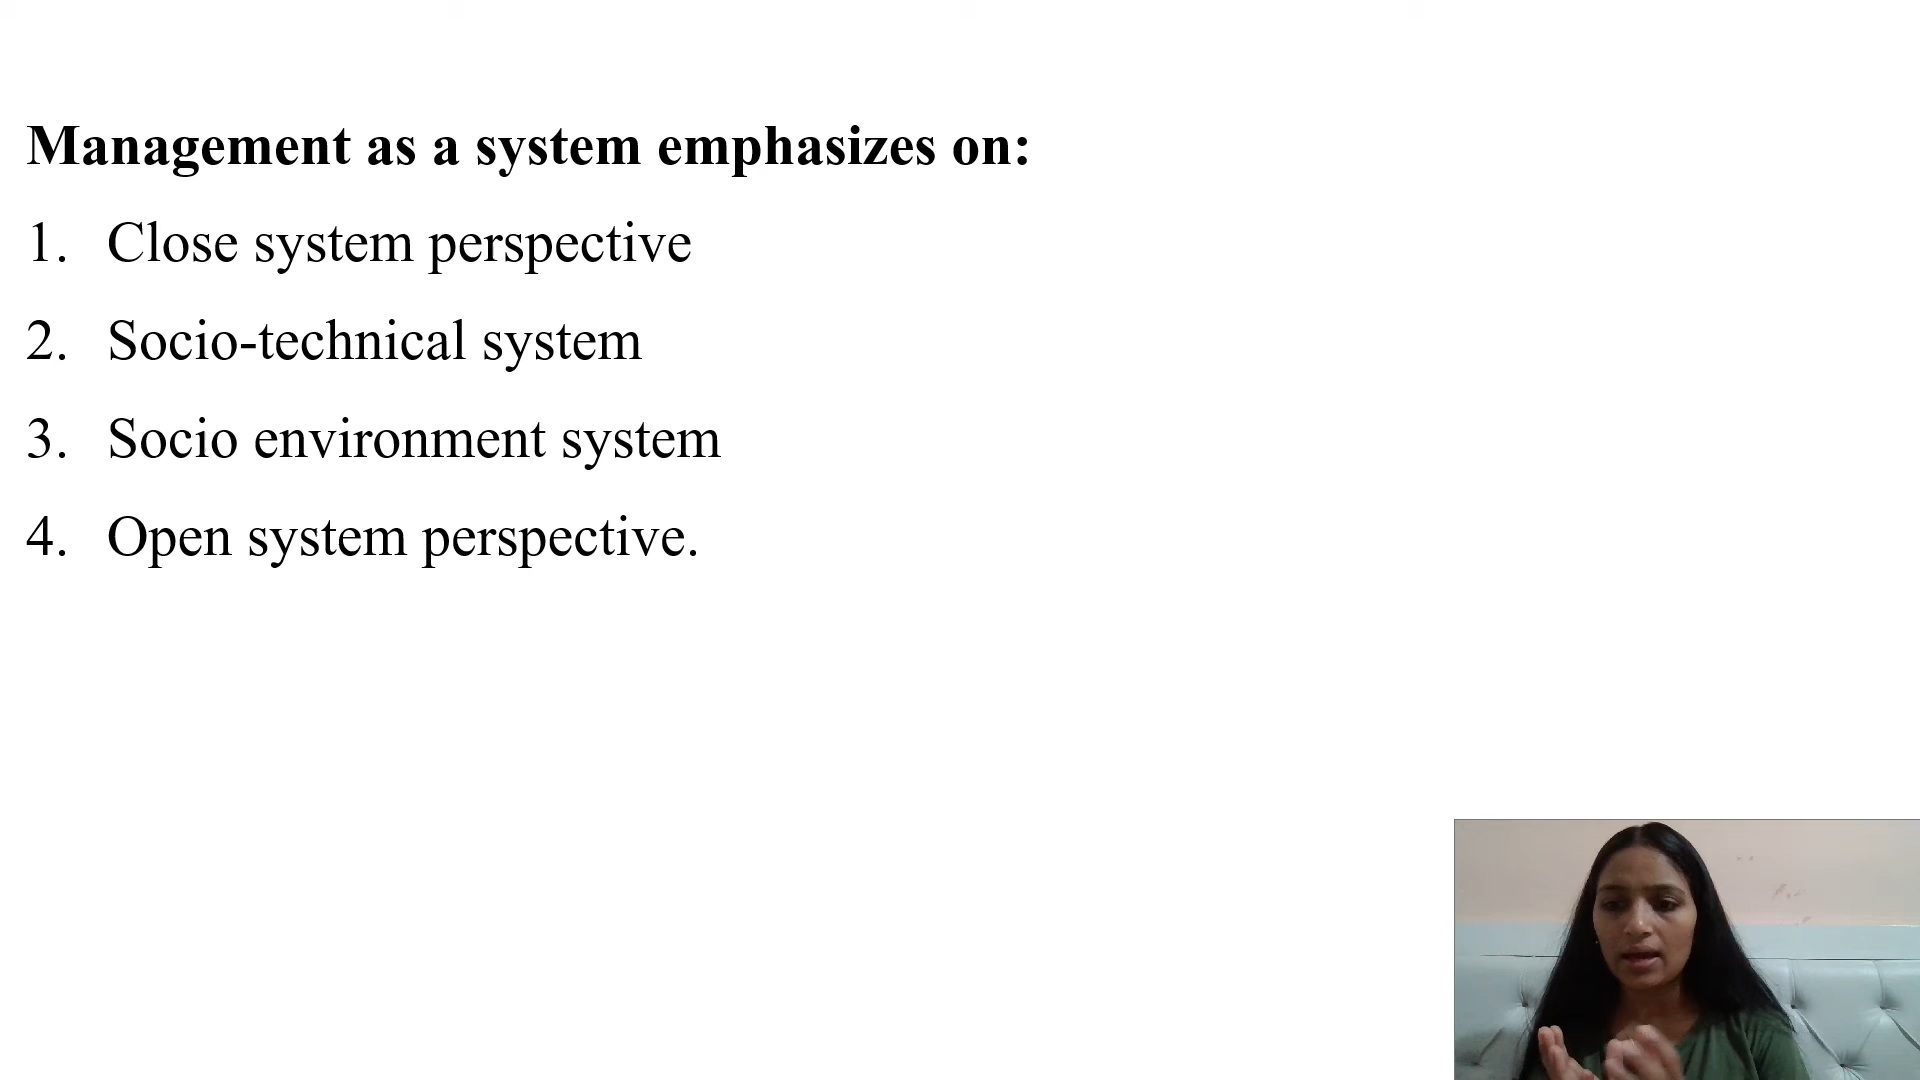 Management as a system emphasizes on:
1. Close system perspective
2. Socio-technical system
3. Socio environment system
4. Open system perspective.